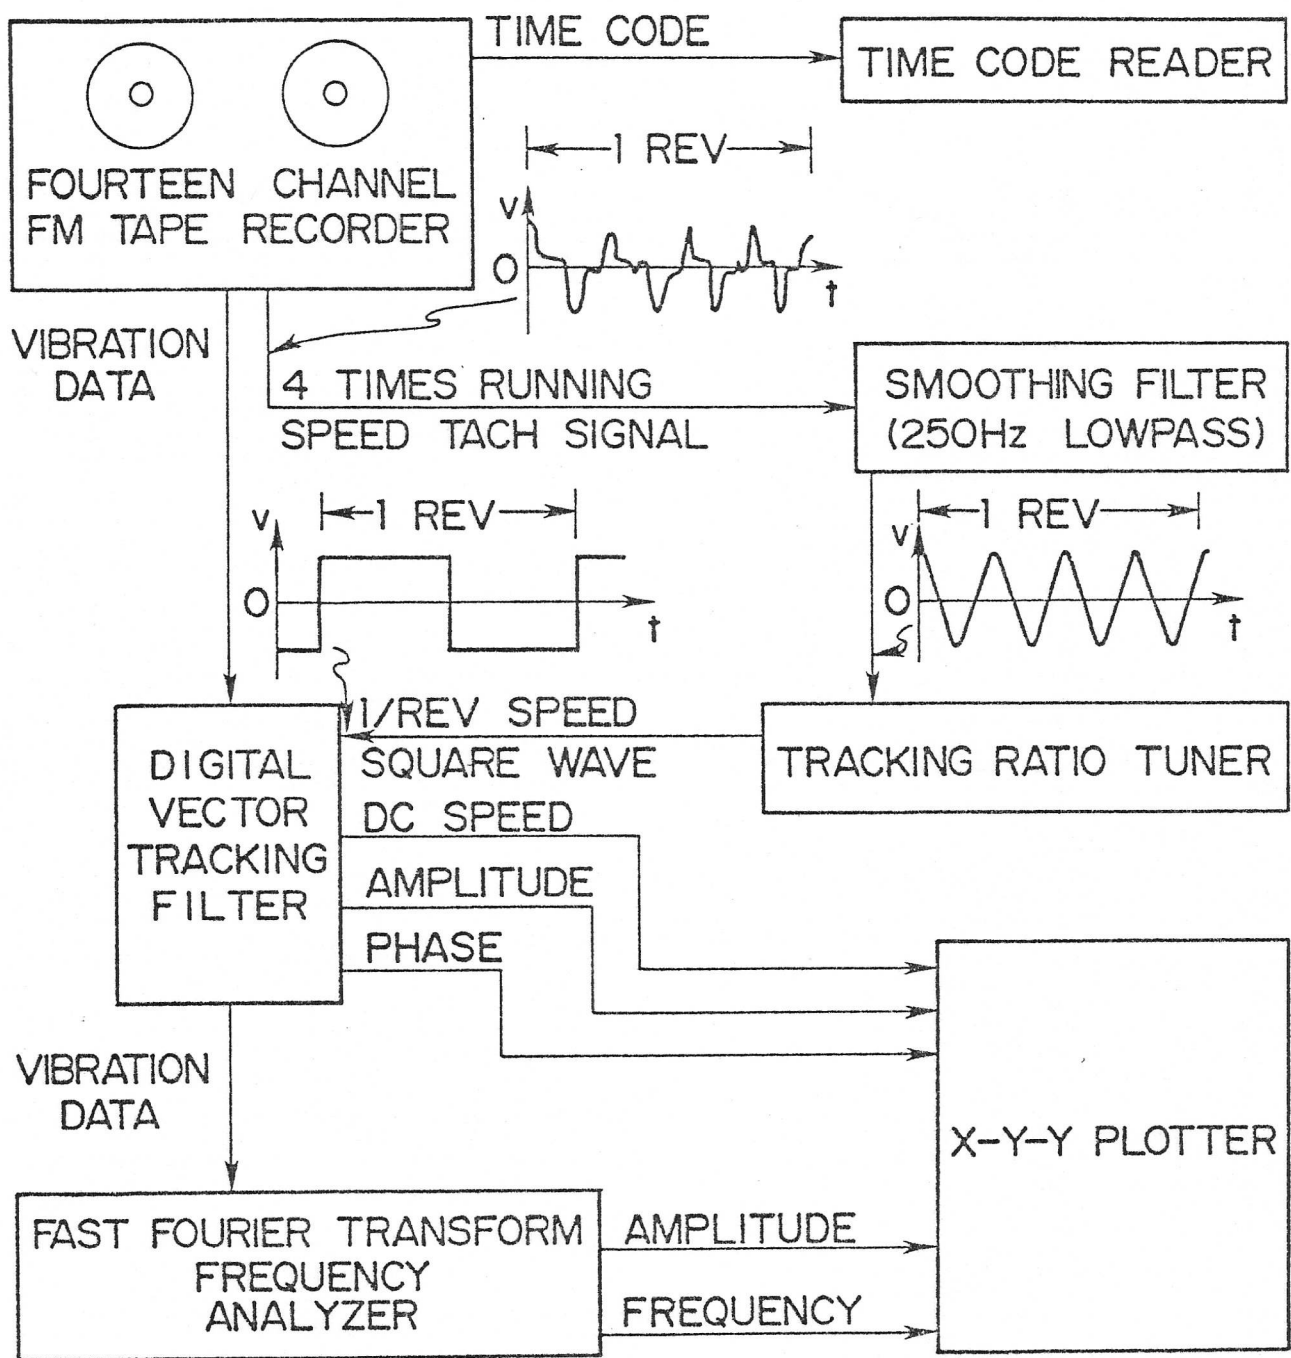 TIME CODE
TIME CODE READER
FOURTEEN CHANNEL
FM TAPE RECORDER
1 REV
V
O
t
VIBRATION
DATA
4 TIMES RUNNING
SPEED TACH SIGNAL
SMOOTHING FILTER
(250Hz LOWPASS)
1 REV
V
O
t
1 REV
V
O
t
1/REV SPEED
SQUARE WAVE
TRACKING RATIO TUNER
DIGITAL
VECTOR
TRACKING
FILTER
DC SPEED
AMPLITUDE
PHASE
VIBRATION
DATA
X-Y-Y PLOTTER
FAST FOURIER TRANSFORM
FREQUENCY
ANALYZER
AMPLITUDE
FREQUENCY